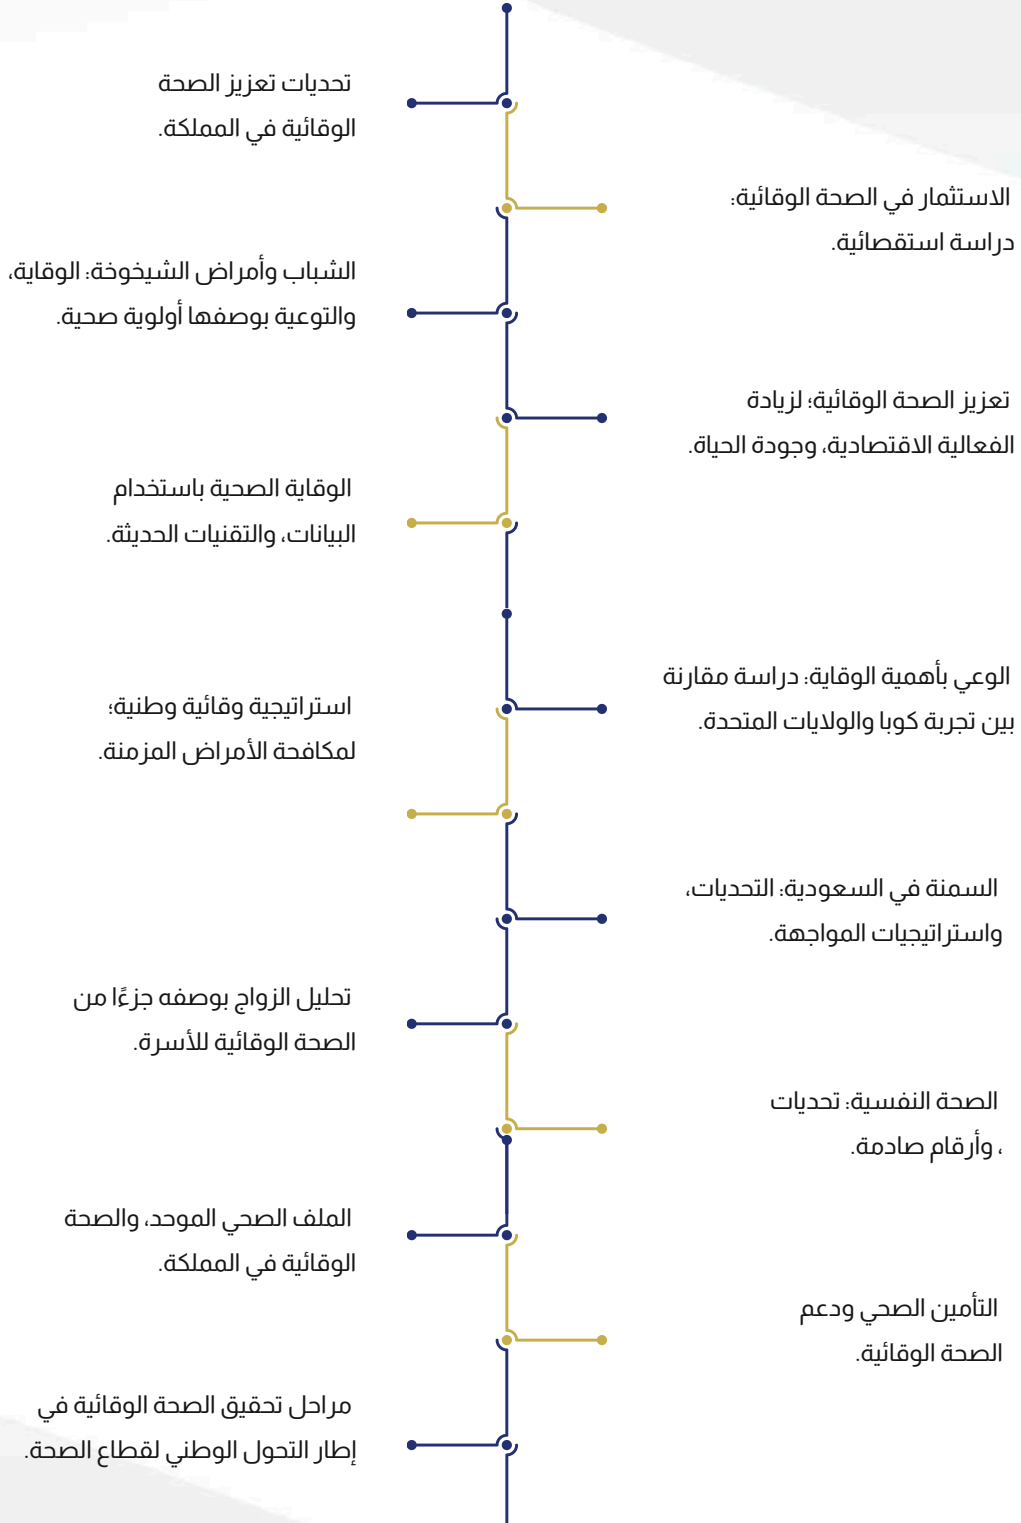 تحديات تعزيز الصحة
الوقائية في المملكة.
الاستثمار في الصحة الوقائية:
دراسة استقصائية.
الشباب وأمراض الشيخوخة: الوقاية،
والتوعية بوصفها أولوية صحية.
تعزيز الصحة الوقائية؛ لزيادة
الفعالية الاقتصادية، وجودة الحياة.
الوقاية الصحية باستخدام
البيانات، والتقنيات الحديثة.
الوعي بأهمية الوقاية: دراسة مقارنة
بين تجربة كوبا والولايات المتحدة.
استراتيجية وقائية وطنية؛
لمكافحة الأمراض المزمنة.
السمنة في السعودية: التحديات،
واستراتيجيات المواجهة.
تحليل الزواج بوصفه جزءًا من
الصحة الوقائية للأسرة.
الصحة النفسية: تحديات
، وأرقام صادمة.
الملف الصحي الموحد، والصحة
الوقائية في المملكة.
التأمين الصحي ودعم
الصحة الوقائية.
مراحل تحقيق الصحة الوقائية في
إطار التحول الوطني لقطاع الصحة.